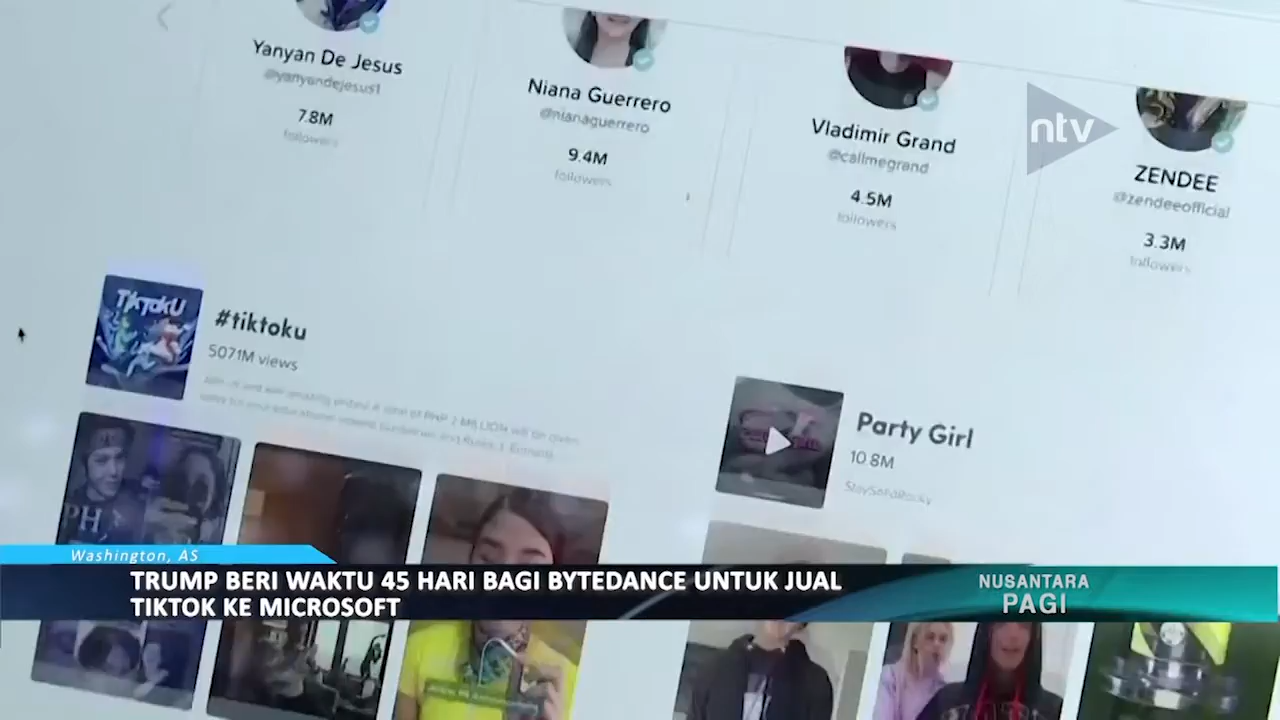 Yanyan De Jesus
@yanyandejesus1
7.8M
followers
Niana Guerrero
@nianaguerrero
9.4M
followers
Vladimir Grand
@callmegrand
4.5M
followers
ntv
ZENDEE
@zendeeofficial
3.3M
followers
TikTokU
#tiktoku
5071M views
Party Girl
10.8M
StaySolidRocky
PH
Washington, AS
TRUMP BERI WAKTU 45 HARI BAGI BYTEDANCE UNTUK JUAL
TIKTOK KE MICROSOFT
NUSANTARA
PAGI